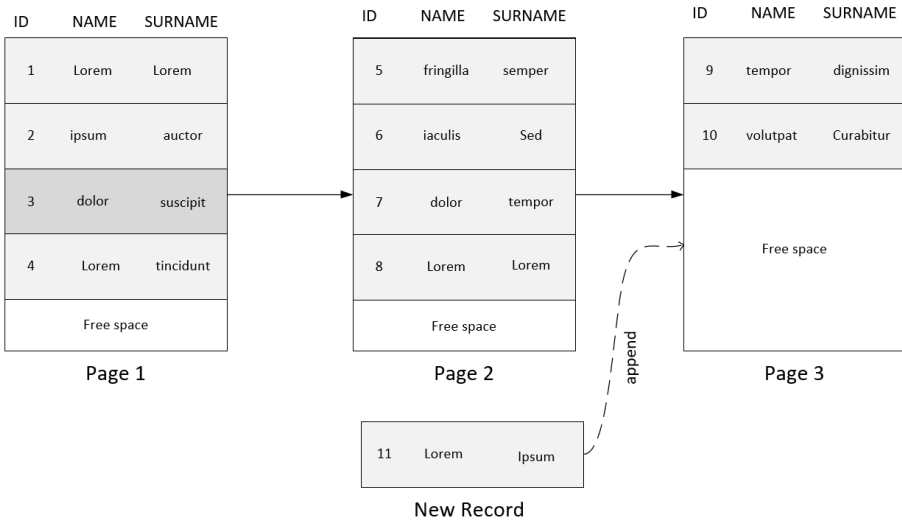 ID NAME SURNAME
1 Lorem Lorem
2 ipsum auctor
3 dolor suscipit
4 Lorem tincidunt
Free space
Page 1
ID NAME SURNAME
5 fringilla semper
6 iaculis Sed
7 dolor tempor
8 Lorem Lorem
Free space
Page 2
ID NAME SURNAME
9 tempor dignissim
10 volutpat Curabitur
Free space
Page 3
append
11 Lorem Ipsum
New Record